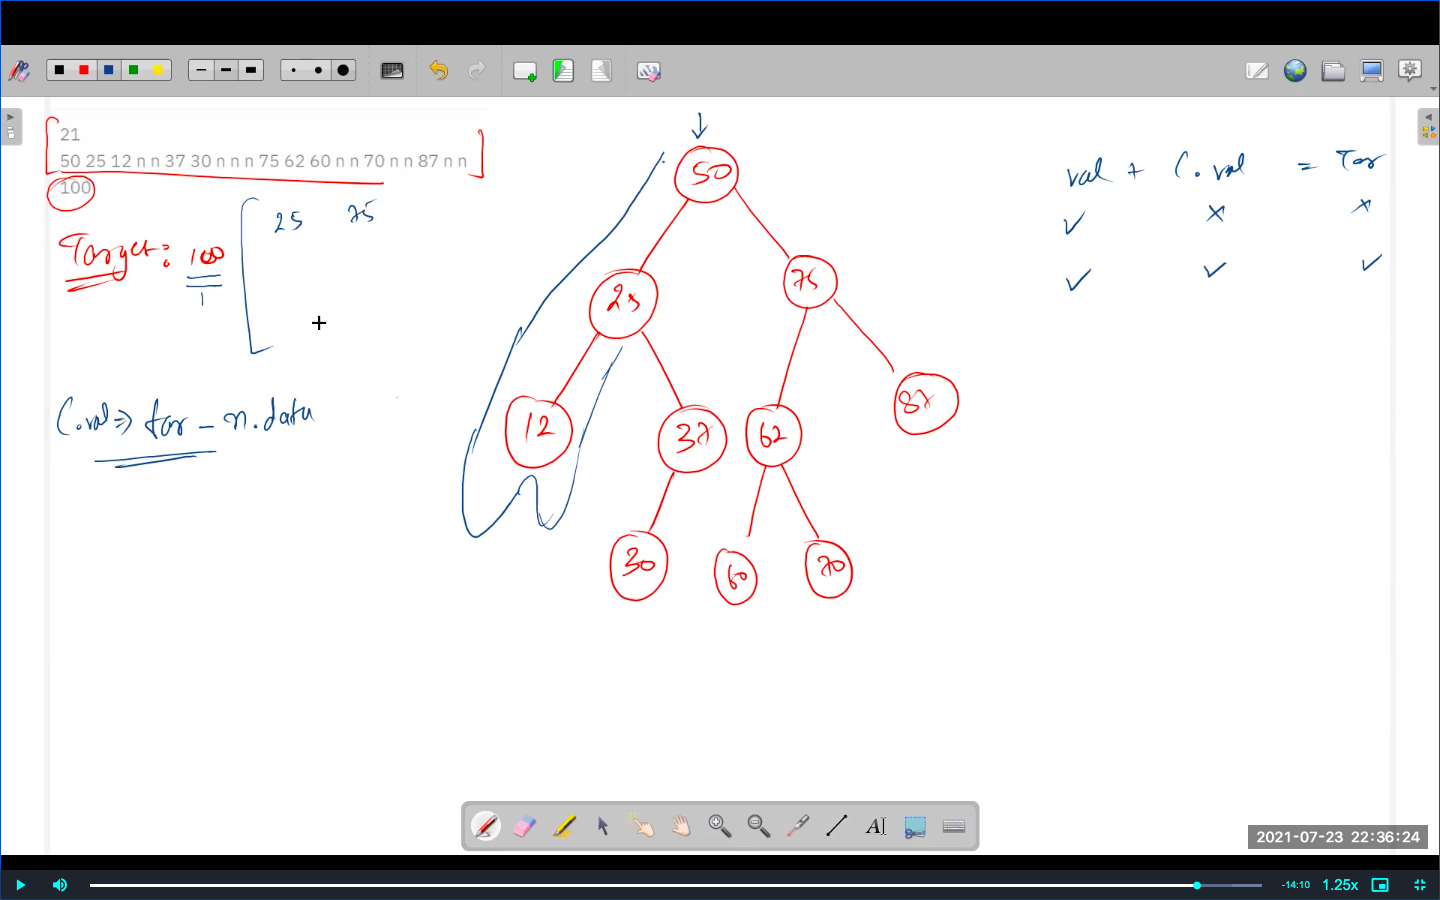 21
50 25 12 n n 37 30 n n n 75 62 60 n n 70 n n 87 n n
100
Target: 100
25 75
C.val => tar - n.data
50
25 75
12 37 62 87
30 60 70
val + C.val = Tar
✓ × ×
✓ ✓ ✓
AI
2021-07-23 22:36:24
-14:10 1.25x